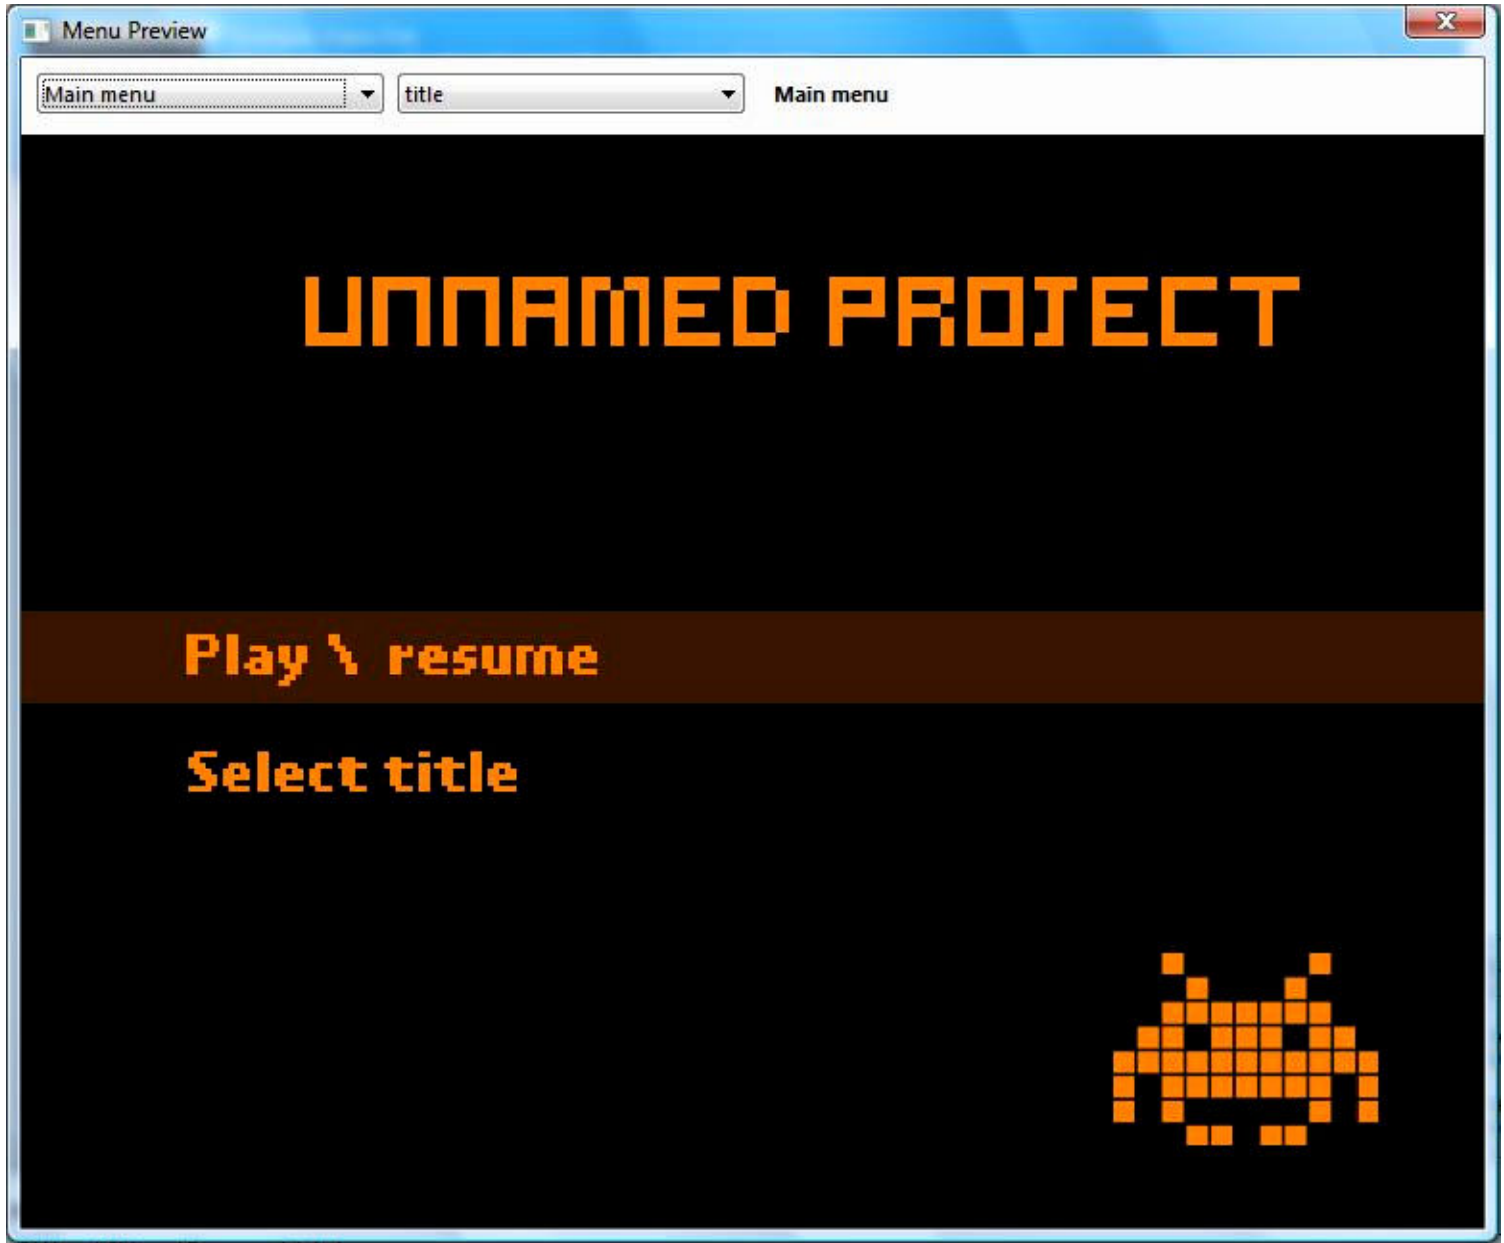 Menu Preview
Main menu title Main menu
UNNAMED PROJECT
Play \ resume
Select title